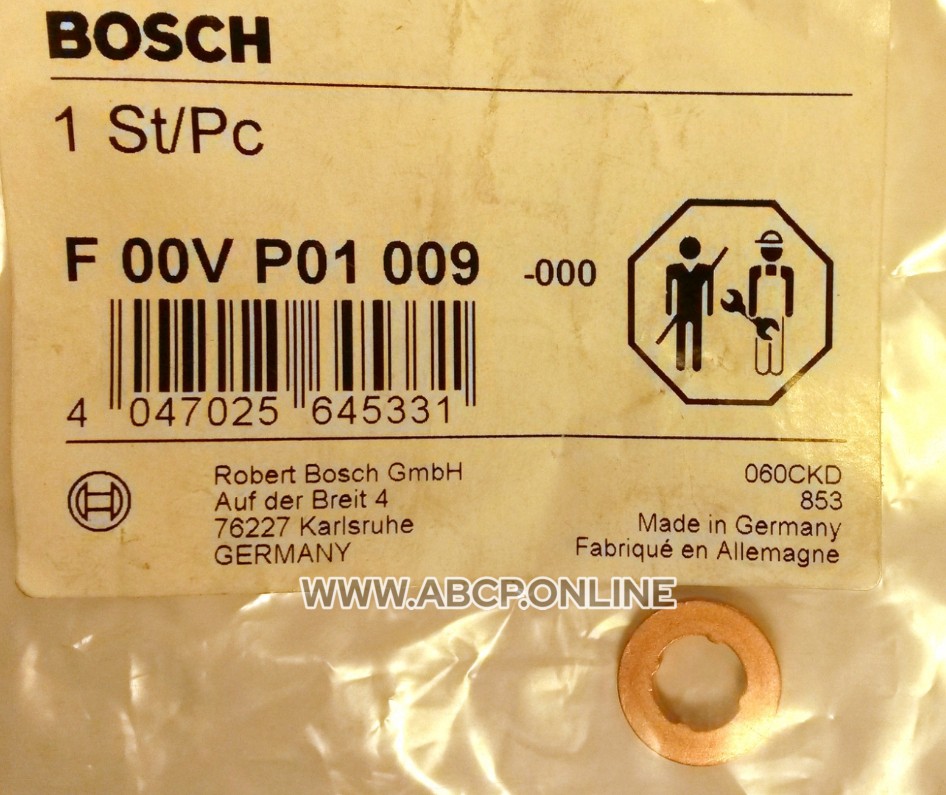 BOSCH
1 St/Pc
F 00V P01 009 -000
4 047025 645331
Robert Bosch GmbH
Auf der Breit 4
76227 Karlsruhe
GERMANY
060CKD
853
Made in Germany
Fabriqué en Allemagne
WWW.ABCP.ONLINE